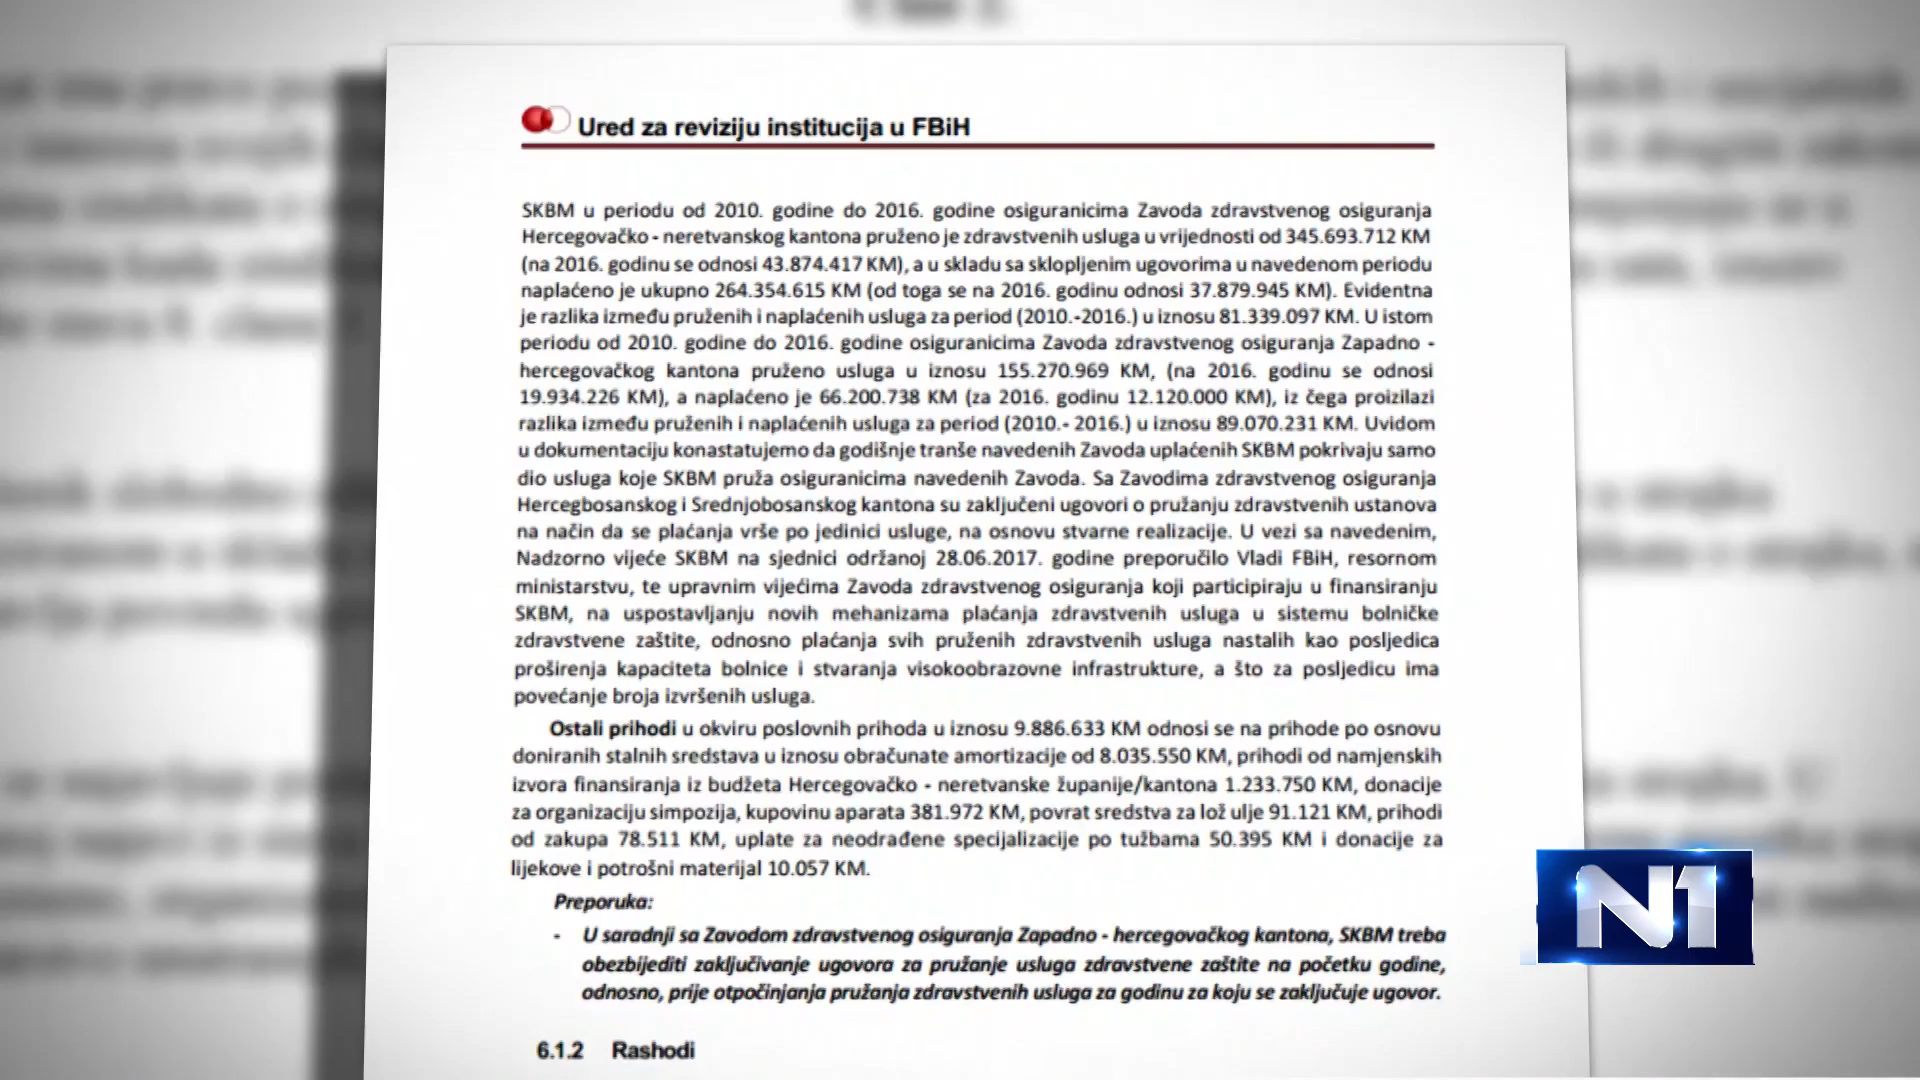 Ured za reviziju institucija u FBiH
SKBM u periodu od 2010. godine do 2016. godine osiguranicima Zavoda zdravstvenog osiguranja
Hercegovačko - neretvanskog kantona pruženo je zdravstvenih usluga u vrijednosti od 345.693.712 KM
(na 2016. godinu se odnosi 43.874.417 KM), a u skladu sa sklopljenim ugovorima u navedenom periodu
naplaćeno je ukupno 264.354.615 KM (od toga se na 2016. godinu odnosi 37.879.945 KM). Evidentna
je razlika između pruženih i naplaćenih usluga za period (2010.-2016.) u iznosu 81.339.097 KM. U istom
periodu od 2010. godine do 2016. godine osiguranicima Zavoda zdravstvenog osiguranja Zapadno -
hercegovačkog kantona pruženo usluga u iznosu 155.270.969 KM, (na 2016. godinu se odnosi
19.934.226 KM), a naplaćeno je 66.200.738 KM (za 2016. godinu 12.120.000 KM), iz čega proizilazi
razlika između pruženih i naplaćenih usluga za period (2010.- 2016.) u iznosu 89.070.231 KM. Uvidom
u dokumentaciju konastatujemo da godišnje tranše navedenih Zavoda uplaćenih SKBM pokrivaju samo
dio usluga koje SKBM pruža osiguranicima navedenih Zavoda. Sa Zavodima zdravstvenog osiguranja
Hercegbosanskog i Srednjobosanskog kantona su zaključeni ugovori o pružanju zdravstvenih ustanova
na način da se plaćanja vrše po jedinici usluge, na osnovu stvarne realizacije. U vezi sa navedenim,
Nadzorno vijeće SKBM na sjednici održanoj 28.06.2017. godine preporučilo Vladi FBiH, resornom
ministarstvu, te upravnim vijećima Zavoda zdravstvenog osiguranja koji participiraju u finansiranju
SKBM, na uspostavljanju novih mehanizama plaćanja zdravstvenih usluga u sistemu bolničke
zdravstvene zaštite, odnosno plaćanja svih pruženih zdravstvenih usluga nastalih kao posljedica
proširenja kapaciteta bolnice i stvaranja visokoobrazovne infrastrukture, a što za posljedicu ima
povećanje broja izvršenih usluga.
Ostali prihodi u okviru poslovnih prihoda u iznosu 9.886.633 KM odnosi se na prihode po osnovu
doniranih stalnih sredstava u iznosu obračunate amortizacije od 8.035.550 KM, prihodi od namjenskih
izvora finansiranja iz budžeta Hercegovačko - neretvanske županije/kantona 1.233.750 KM, donacije
za organizaciju simpozija, kupovinu aparata 381.972 KM, povrat sredstva za lož ulje 91.121 KM, prihodi
od zakupa 78.511 KM, uplate za neodrađene specijalizacije po tužbama 50.395 KM i donacije za
lijekove i potrošni materijal 10.057 KM.
Preporuka:
- U saradnji sa Zavodom zdravstvenog osiguranja Zapadno - hercegovačkog kantona, SKBM treba
obezbijediti zaključivanje ugovora za pružanje usluga zdravstvene zaštite na početku godine,
odnosno, prije otpočinjanja pružanja zdravstvenih usluga za godinu za koju se zaključuje ugovor.
N1
6.1.2 Rashodi